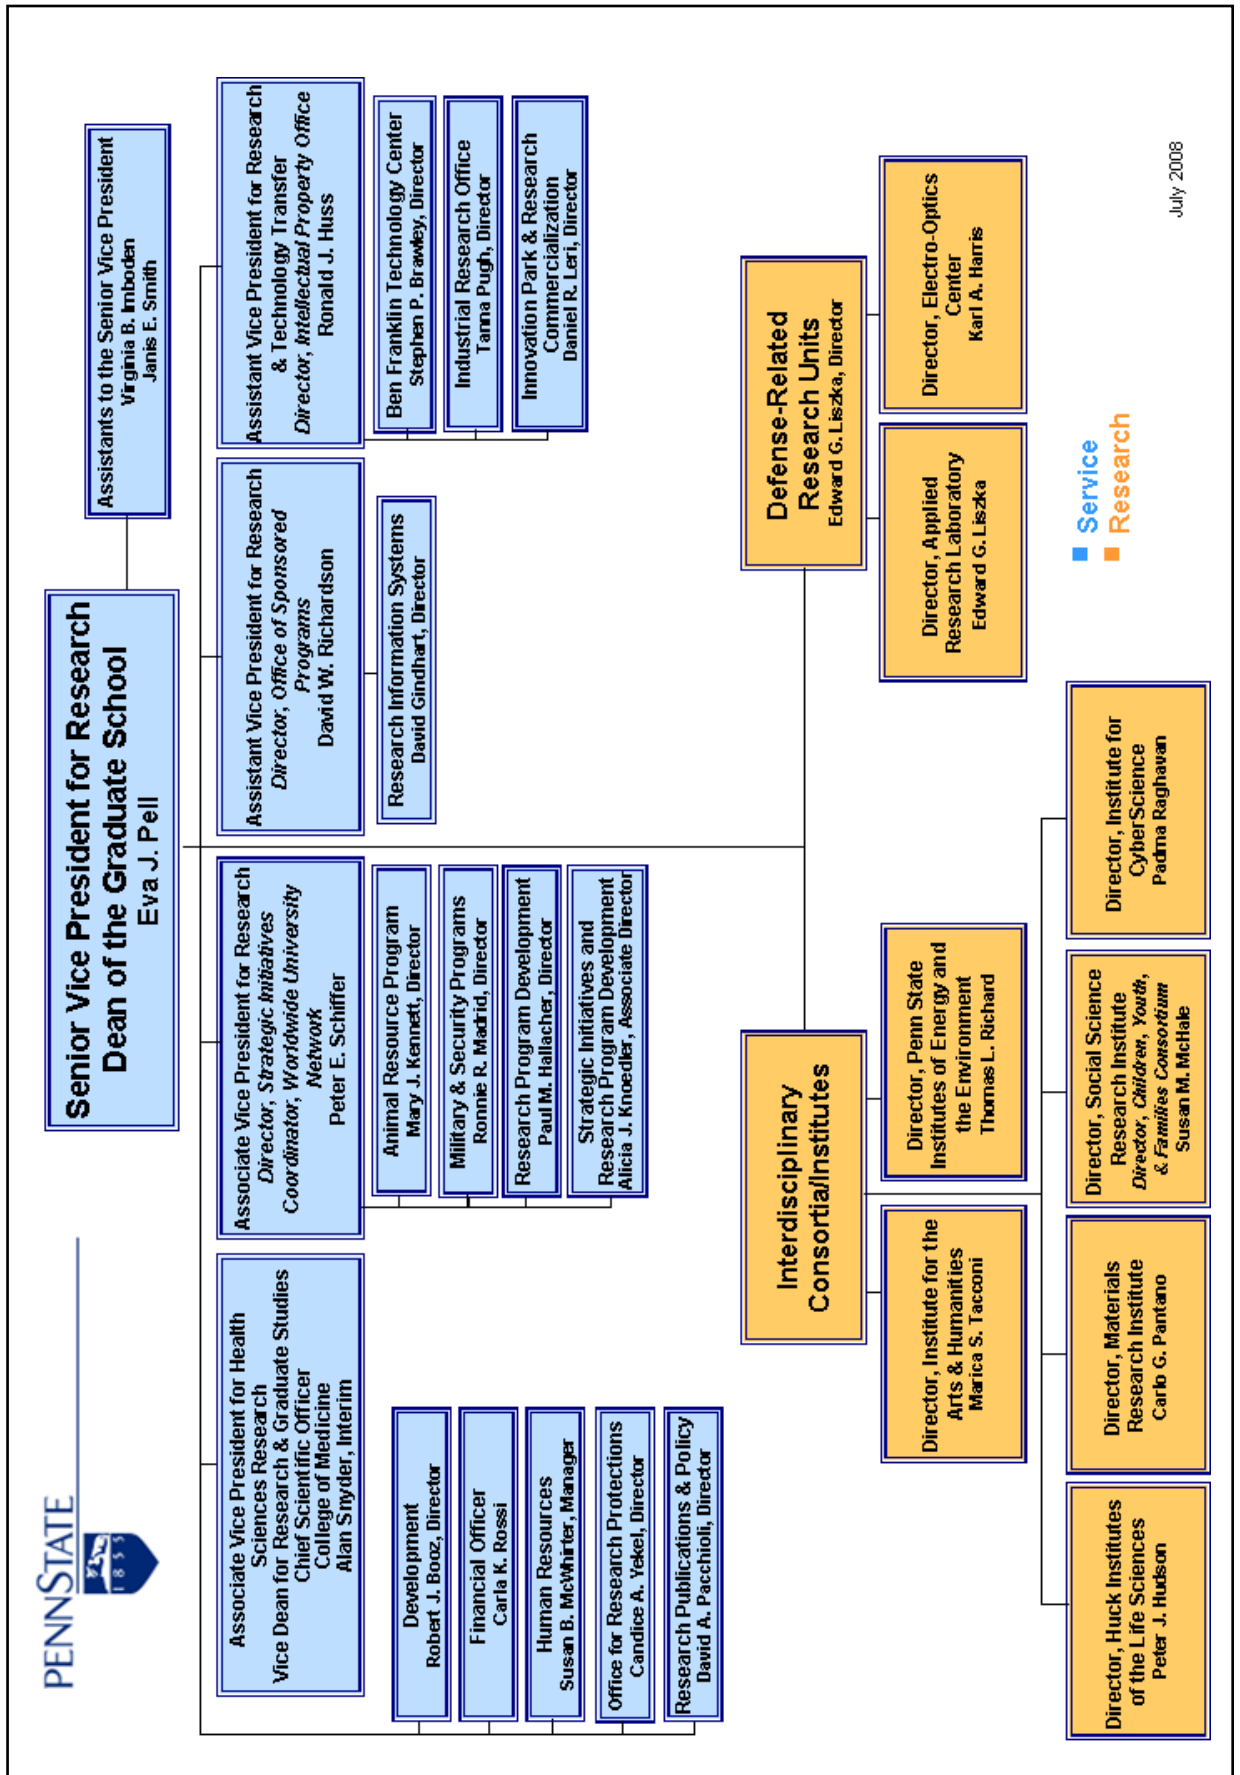 PENNSTATE
1855
Senior Vice President for Research
Dean of the Graduate School
Eva J. Pell
Assistants to the Senior Vice President
Virginia B. Imboden
Janis E. Smith
Associate Vice President for Health
Sciences Research
Vice Dean for Research & Graduate Studies
Chief Scientific Officer
College of Medicine
Alan Snyder, Interim
Associate Vice President for Research
Director, Strategic Initiatives
Coordinator, Worldwide University
Network
Peter E. Schiffer
Assistant Vice President for Research
Director, Office of Sponsored
Programs
David W. Richardson
Assistant Vice President for Research
& Technology Transfer
Director, Intellectual Property Office
Ronald J. Huss
Development
Robert J. Booz, Director
Financial Officer
Carla K. Rossi
Human Resources
Susan B. McWhirter, Manager
Office for Research Protections
Candice A. Yekel, Director
Research Publications & Policy
David A. Pacchioli, Director
Animal Resource Program
Mary J. Kennett, Director
Military & Security Programs
Ronnie R. Madrid, Director
Research Program Development
Paul M. Hallacher, Director
Strategic Initiatives and
Research Program Development
Alicia J. Knoedler, Associate Director
Research Information Systems
David Gindhart, Director
Ben Franklin Technology Center
Stephen P. Brawley, Director
Industrial Research Office
Tanna Pugh, Director
Innovation Park & Research
Commercialization
Daniel R. Leri, Director
Interdisciplinary
Consortia/Institutes
Defense-Related
Research Units
Edward G. Liszka, Director
Director, Institute for the
Arts & Humanities
Marica S. Tacconi
Director, Penn State
Institutes of Energy and
the Environment
Thomas L. Richard
Director, Applied
Research Laboratory
Edward G. Liszka
Director, Electro-Optics
Center
Karl A. Harris
Director, Huck Institutes
of the Life Sciences
Peter J. Hudson
Director, Materials
Research Institute
Carlo G. Pantano
Director, Social Science
Research Institute
Director, Children, Youth,
& Families Consortium
Susan M. McHale
Director, Institute for
CyberScience
Padma Raghavan
Service
Research
July 2008